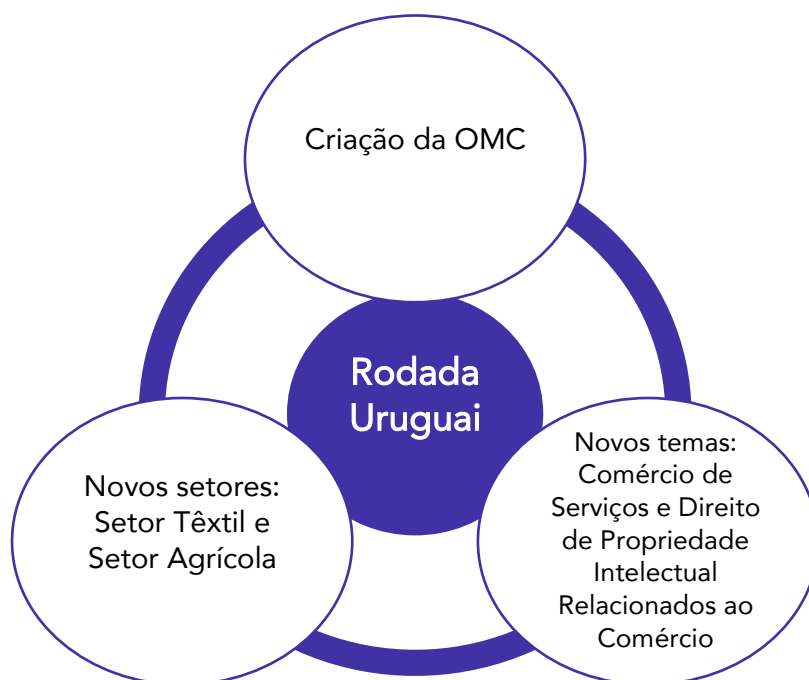 Criação da OMC
Rodada
Uruguai
Novos setores:
Setor Têxtil e
Setor Agrícola
Novos temas:
Comércio de
Serviços e Direito
de Propriedade
Intelectual
Relacionados ao
Comércio